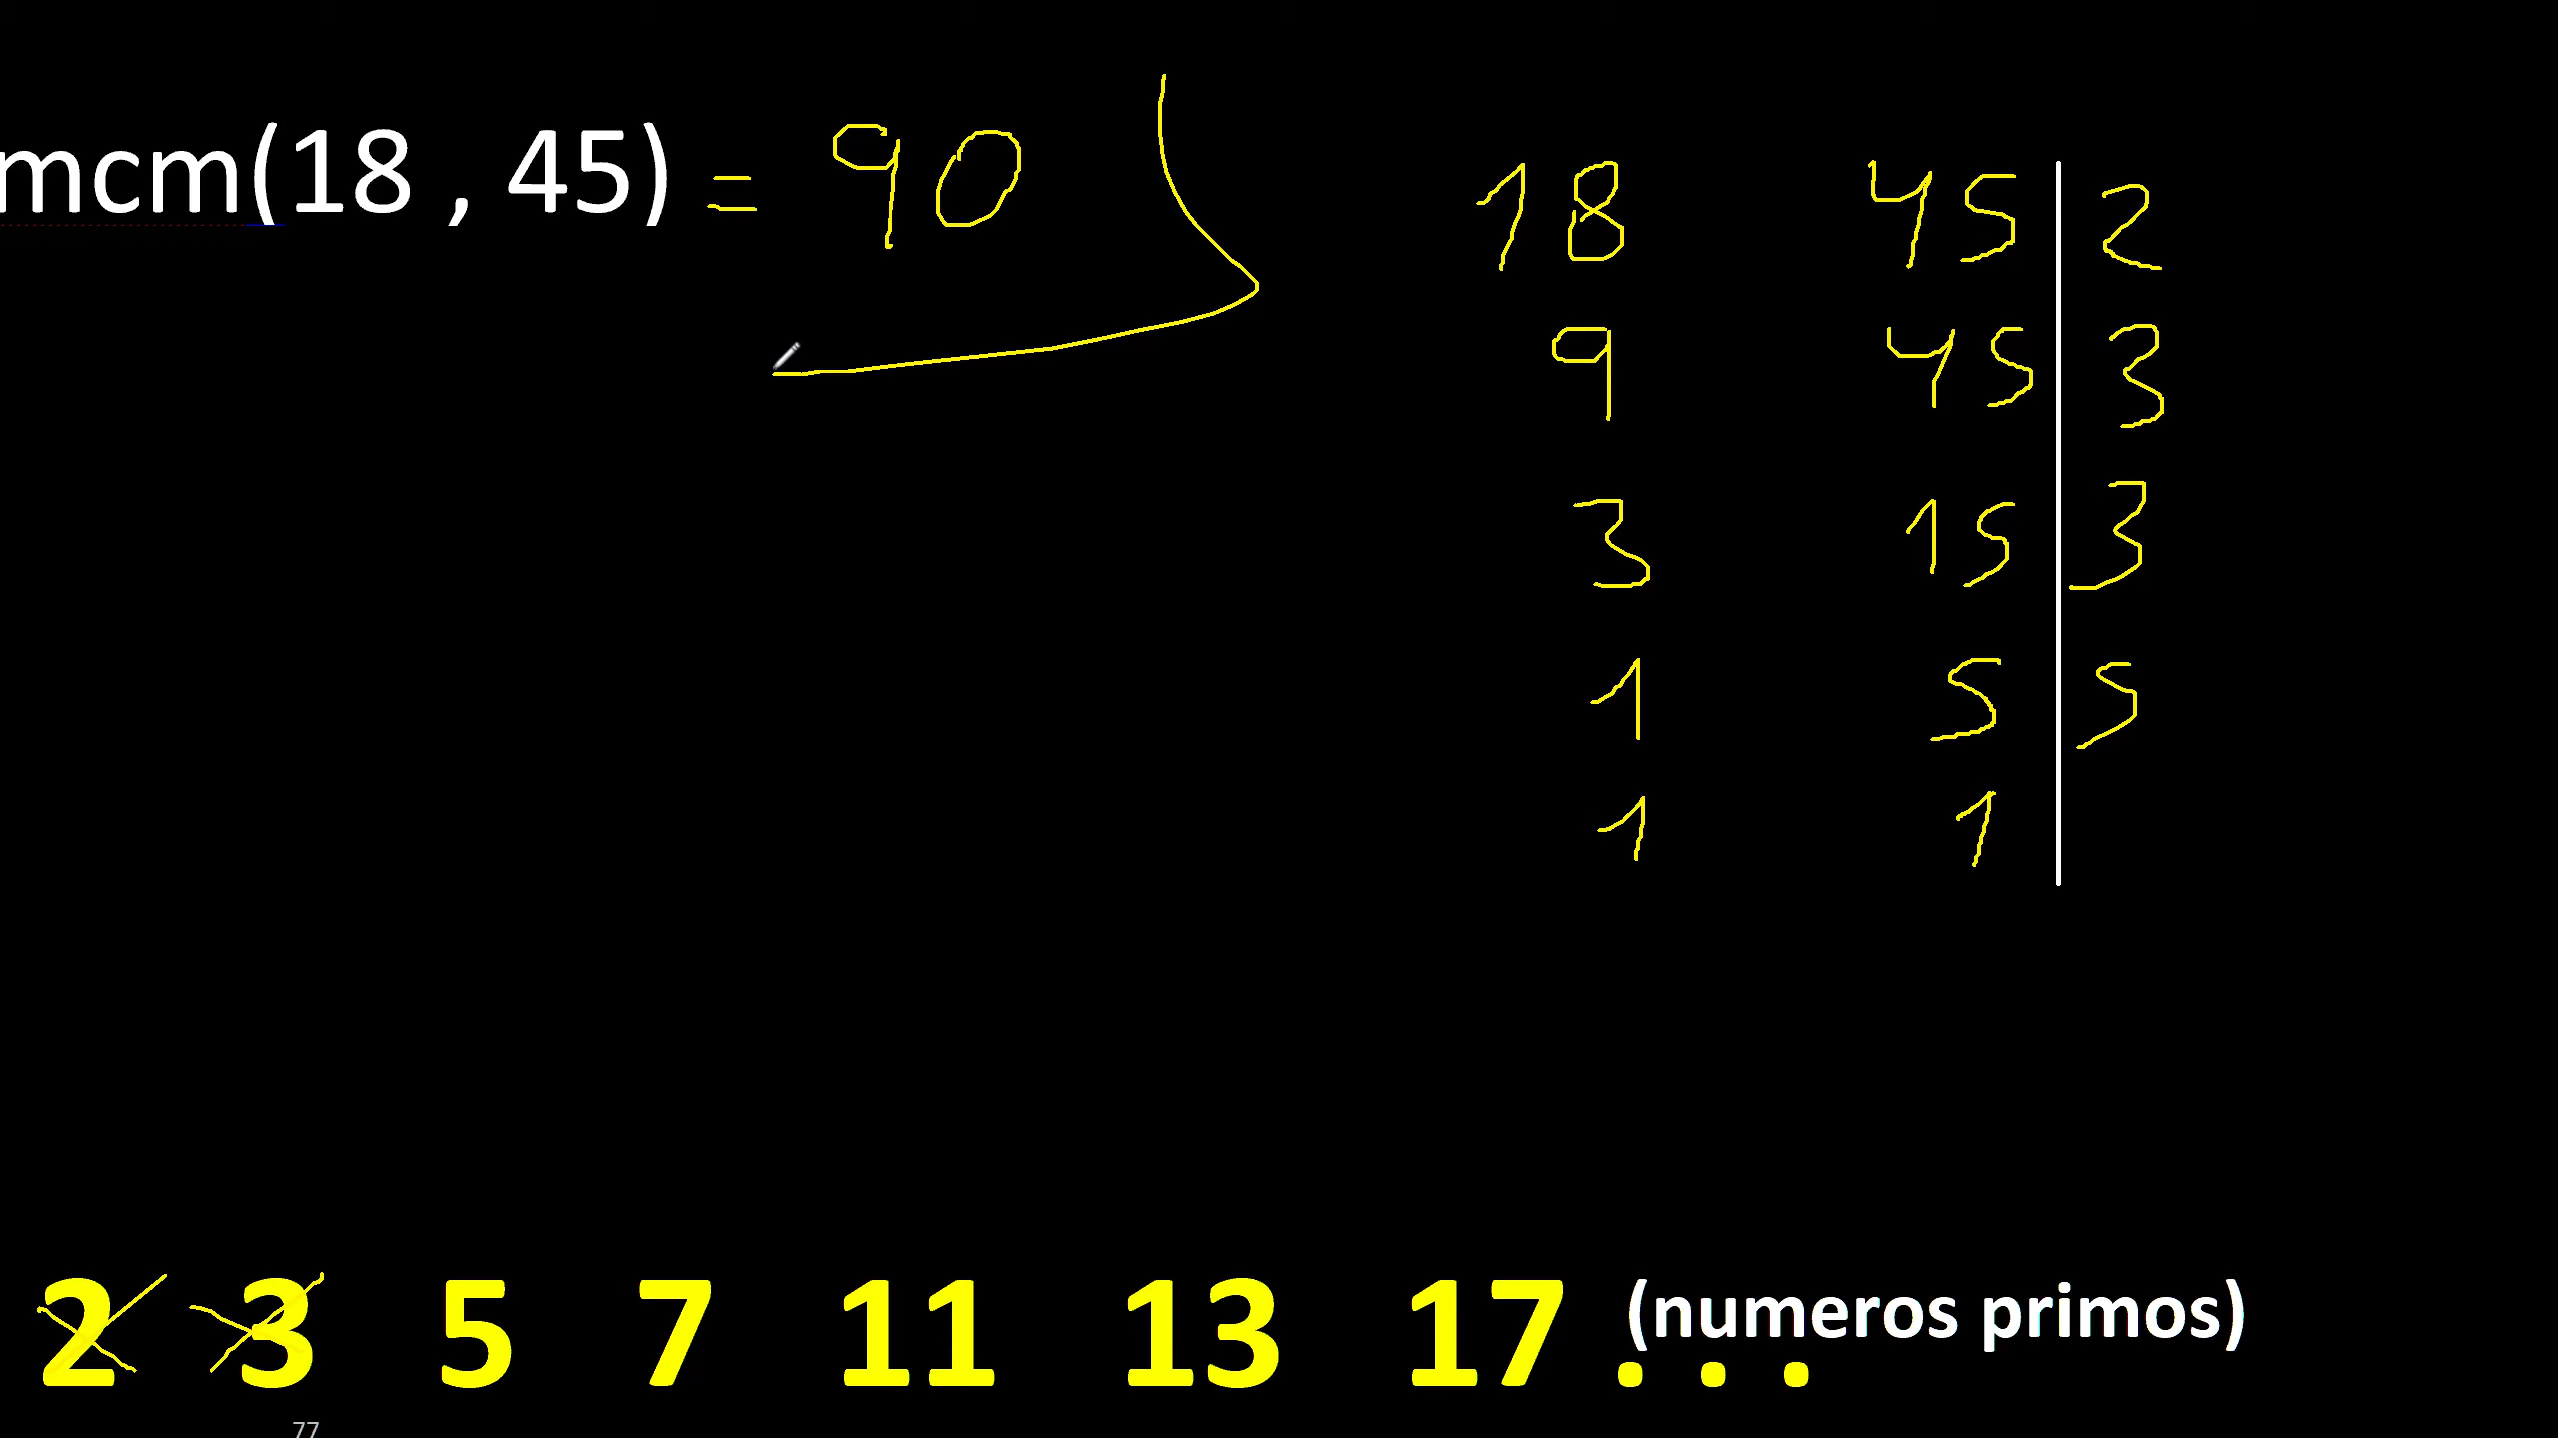 mcm(18 , 45) = 90
18 45 2
9 45 3
3 15 3
1 5 5
1 1
2 3 5 7 11 13 17 . . . (numeros primos)
77